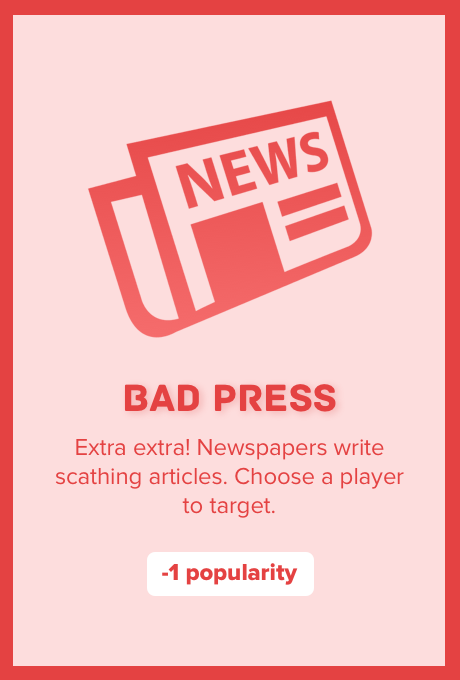 NEWS
BAD PRESS
Extra extra! Newspapers write
scathing articles. Choose a player
to target.
-1 popularity